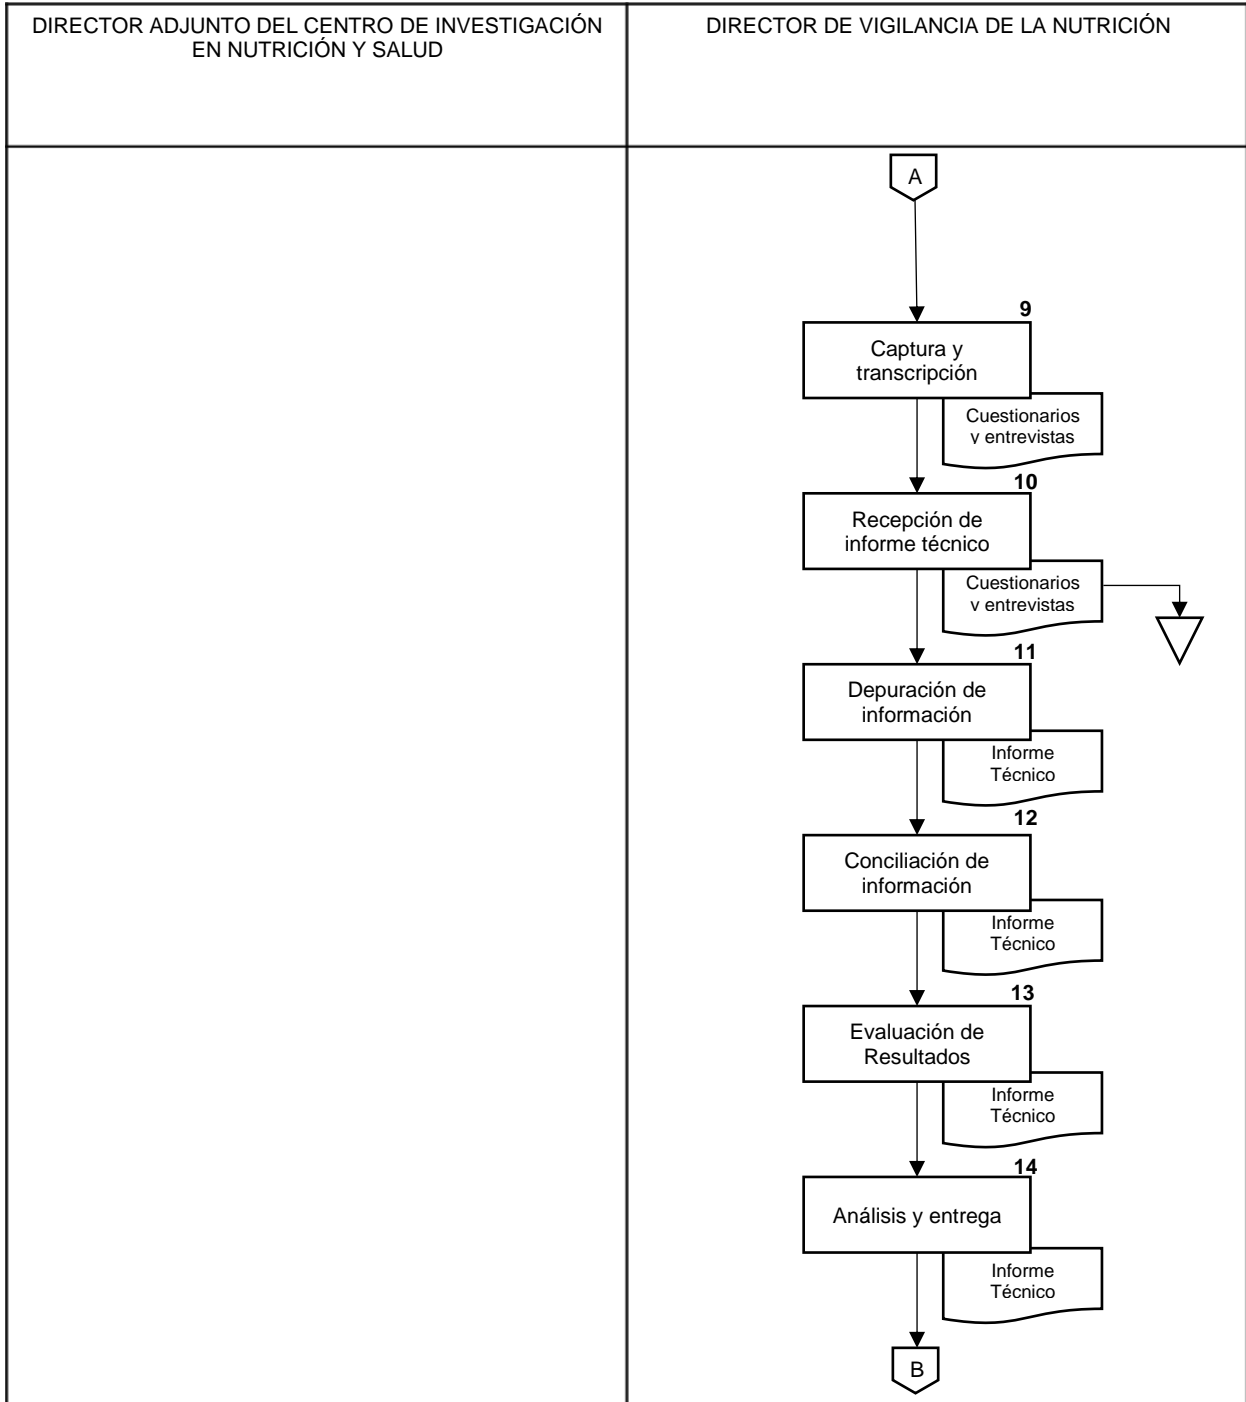 DIRECTOR ADJUNTO DEL CENTRO DE INVESTIGACIÓN
EN NUTRICIÓN Y SALUD
DIRECTOR DE VIGILANCIA DE LA NUTRICIÓN
A
9
Captura y
transcripción
Cuestionarios
y entrevistas
10
Recepción de
informe técnico
Cuestionarios
y entrevistas
11
Depuración de
información
Informe
Técnico
12
Conciliación de
información
Informe
Técnico
13
Evaluación de
Resultados
Informe
Técnico
14
Análisis y entrega
Informe
Técnico
B